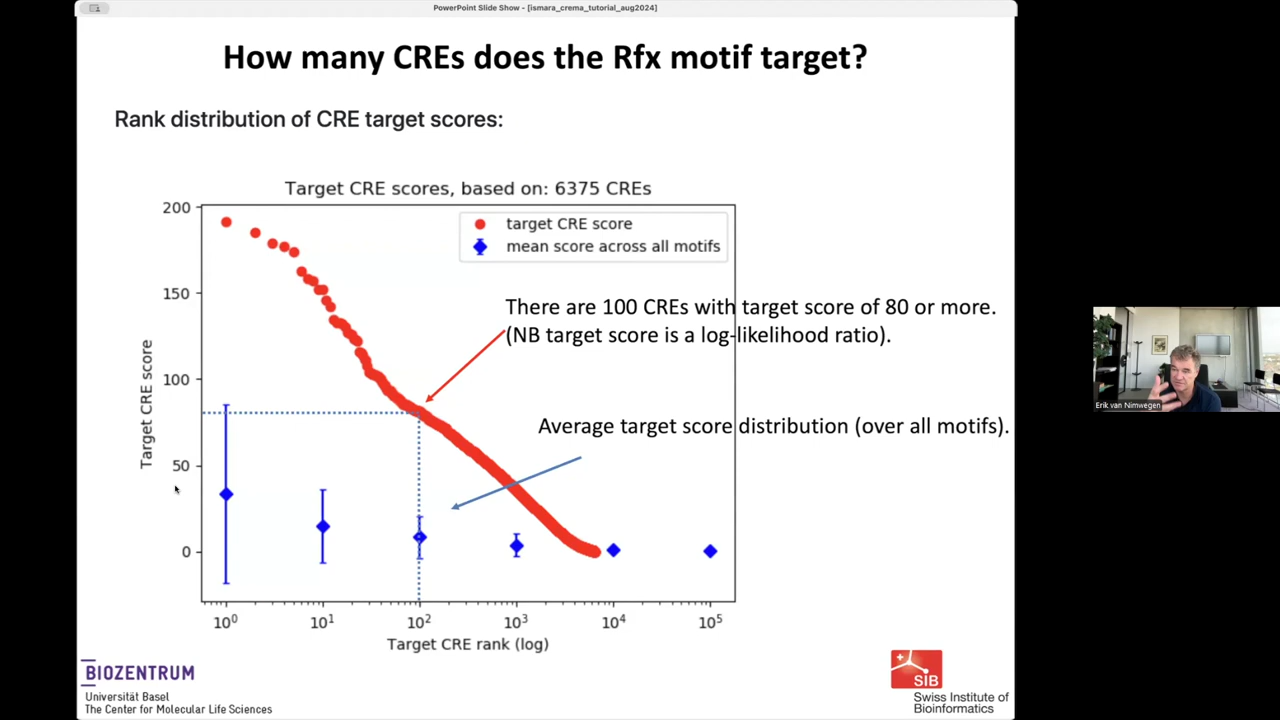 PowerPoint Slide Show - [ismara_crema_tutorial_aug2024]
How many CREs does the Rfx motif target?
Rank distribution of CRE target scores:
Target CRE scores, based on: 6375 CREs
200
150
100
50
0
Target CRE score
target CRE score
mean score across all motifs
There are 100 CREs with target score of 80 or more.
(NB target score is a log-likelihood ratio).
Average target score distribution (over all motifs).
10⁰
10¹
10²
10³
10⁴
10⁵
Target CRE rank (log)
BIOZENTRUM
Universität Basel
The Center for Molecular Life Sciences
SIB
Swiss Institute of
Bioinformatics
Erik van Nimwegen